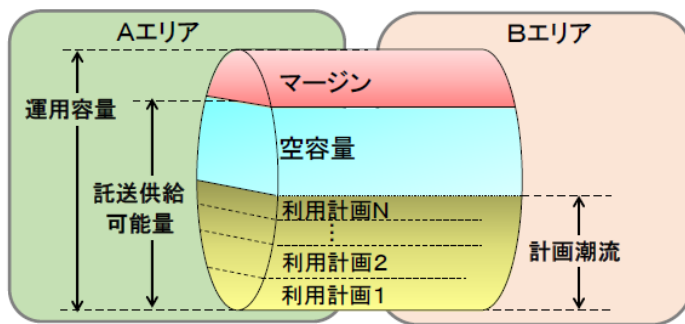 Aエリア
Bエリア
マージン
運用容量
空容量
託送供給
可能量
利用計画N
⋮
利用計画2
利用計画1
計画潮流